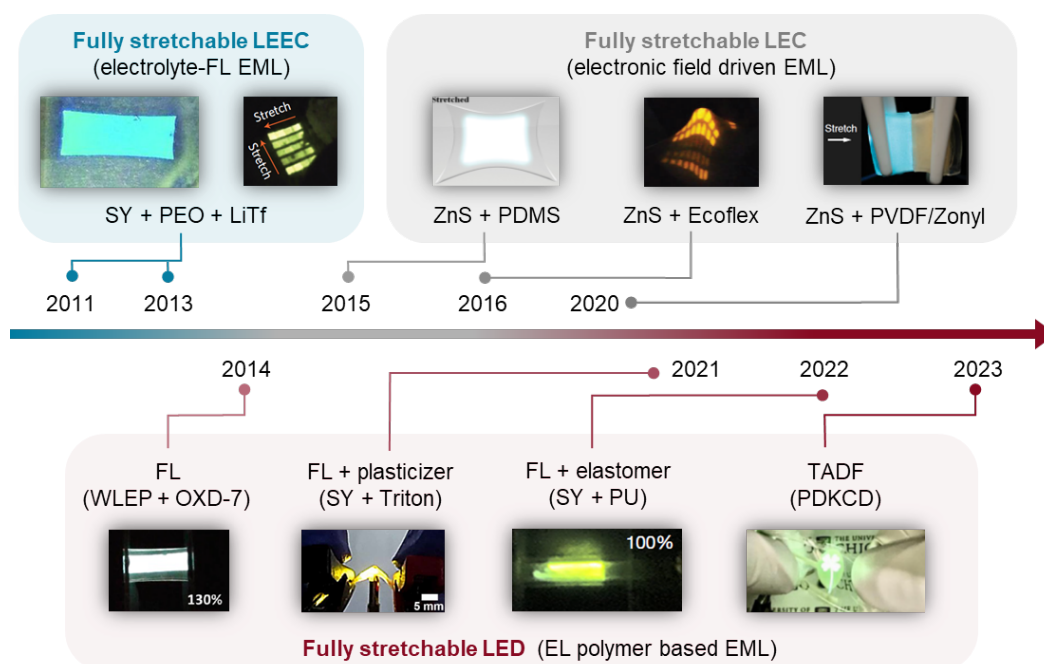 Fully stretchable LEEC
(electrolyte-FL EML)
Stretch
Stretch
SY + PEO + LiTf
Fully stretchable LEC
(electronic field driven EML)
Stretched
Stretch
ZnS + PDMS
ZnS + Ecoflex
ZnS + PVDF/Zonyl
2011
2013
2015
2016
2020
2014
2021
2022
2023
FL
(WLEP + OXD-7)
FL + plasticizer
(SY + Triton)
FL + elastomer
(SY + PU)
TADF
(PDKCD)
130%
5 mm
100%
THE UNIV
CHIO
Fully stretchable LED (EL polymer based EML)